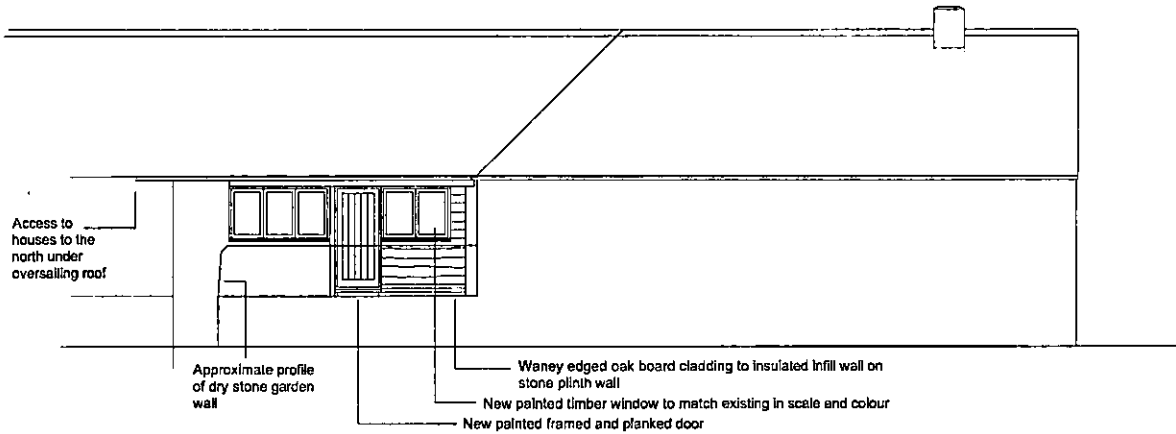 Access to
houses to the
north under
oversailing roof
Approximate profile
of dry stone garden
wall
Waney edged oak board cladding to insulated infill wall on
stone plinth wall
New painted timber window to match existing in scale and colour
New painted framed and planked door